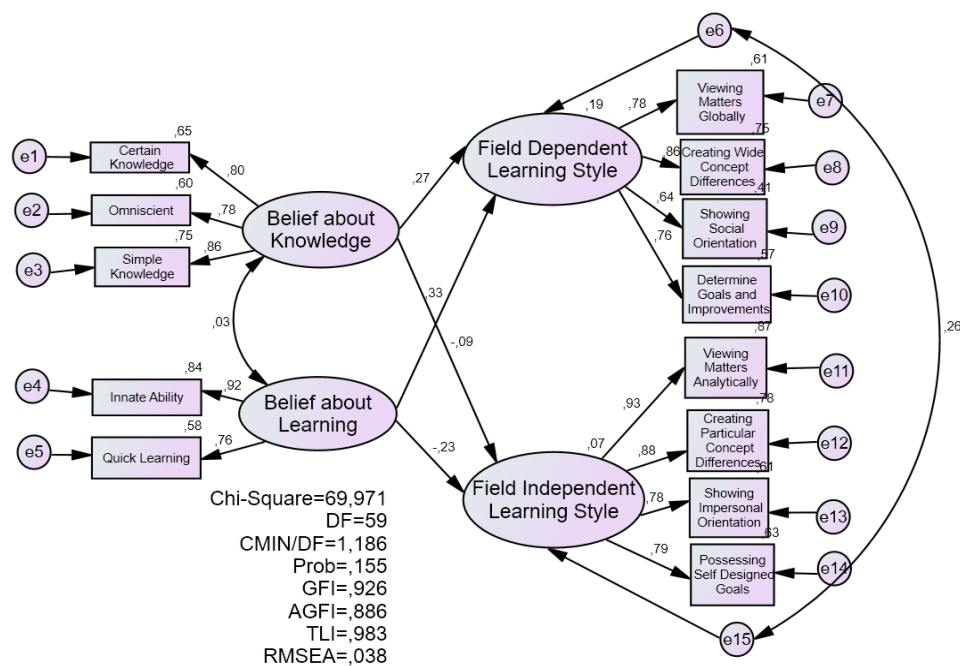 e6
,61
,19
,78
Viewing
Matters
Globally
e7
,75
,65
e1
Certain
Knowledge
,80
Field Dependent
Learning Style
,86
Creating Wide
Concept
Differences
e8
,41
,60
e2
Omniscient
,78
,27
,64
Showing
Social
Orientation
e9
,57
,75
e3
Simple
Knowledge
,86
Belief about
Knowledge
,76
Determine
Goals and
Improvements
e10
,87
,03
,33
-,09
,26
Viewing
Matters
Analytically
e11
,78
,84
e4
Innate Ability
,92
Belief about
Learning
,93
Creating
Particular
Concept
Differences
e12
,61
,58
e5
Quick Learning
,76
-,23
,07
,88
Field Independent
Learning Style
,78
Showing
Impersonal
Orientation
e13
,63
,79
Possessing
Self Designed
Goals
e14
e15
Chi-Square=69,971
DF=59
CMIN/DF=1,186
Prob=,155
GFI=,926
AGFI=,886
TLI=,983
RMSEA=,038